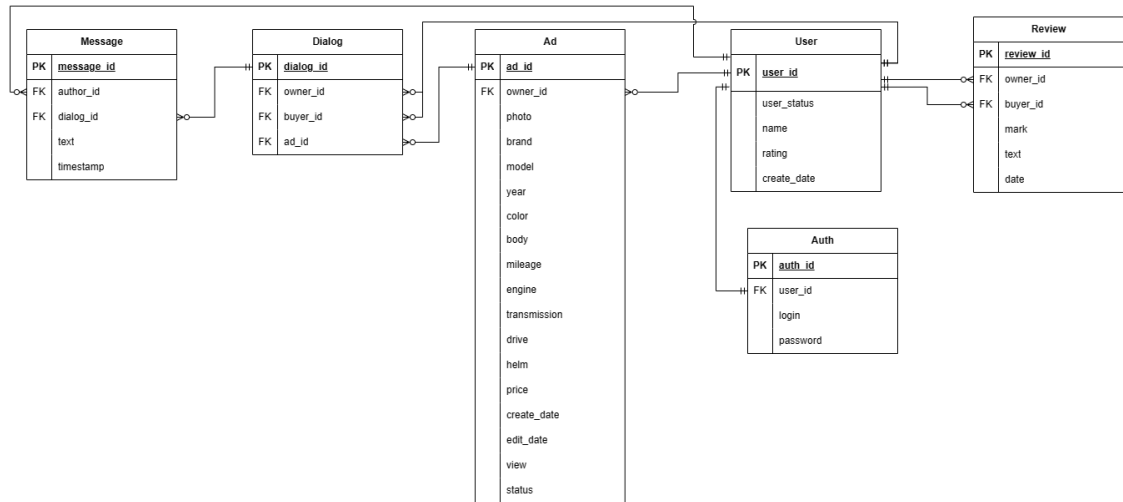 Message
PK message_id
FK author_id
FK dialog_id
text
timestamp
Dialog
PK dialog_id
FK owner_id
FK buyer_id
FK ad_id
Ad
PK ad_id
FK owner_id
photo
brand
model
year
color
body
mileage
engine
transmission
drive
helm
price
create_date
edit_date
view
status
User
PK user_id
user_status
name
rating
create_date
Auth
PK auth_id
FK user_id
login
password
Review
PK review_id
FK owner_id
FK buyer_id
mark
text
date